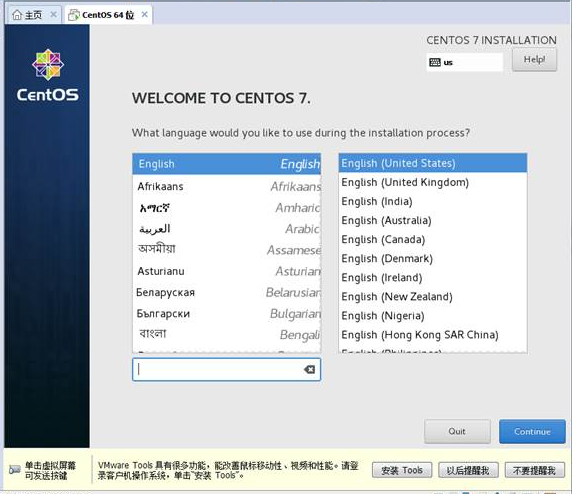 主页
CentOS 64 位
CENTOS 7 INSTALLATION
us
Help!
CentOS
WELCOME TO CENTOS 7.
What language would you like to use during the installation process?
English English
Afrikaans Afrikaans
አማርኛ Amharic
العربية Arabic
অসমীয়া Assamese
Asturianu Asturian
Беларуская Belarusian
Български Bulgarian
বাংলা Bengali
English (United States)
English (United Kingdom)
English (India)
English (Australia)
English (Canada)
English (Denmark)
English (Ireland)
English (New Zealand)
English (Nigeria)
English (Hong Kong SAR China)
English (Philippines)
Quit
Continue
单击虚拟屏幕
可发送按键
VMware Tools 具有很多功能，能改善鼠标移动性、视频和性能。请登
录客户机操作系统，单击“安装 Tools”。
安装 Tools
以后提醒我
不要提醒我